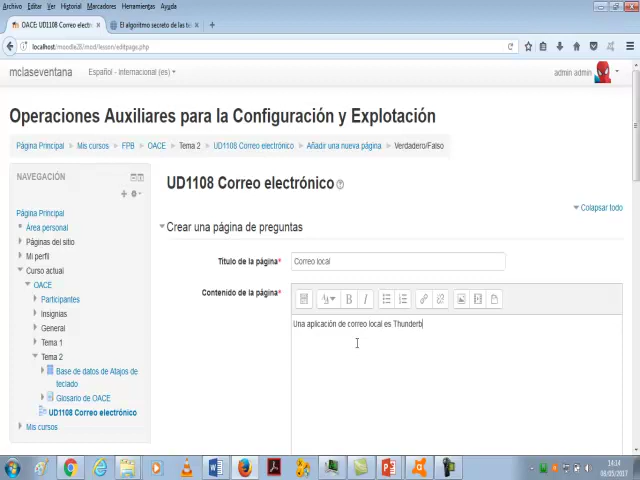 Archivo Editar Ver Historial Marcadores Herramientas Ayuda
OACE: UD1108 Correo electr
El algoritmo secreto de las
localhost/moodle28/mod/lesson/editpage.php
mclaseventana
Español - Internacional (es)
admin admin
Operaciones Auxiliares para la Configuración y Explotación
Página Principal
Mis cursos
FPB
OACE
Tema 2
UD1108 Correo electrónico
Añadir una nueva página
Verdadero/Falso
NAVEGACIÓN
Página Principal
Área personal
Páginas del sitio
Mi perfil
Curso actual
OACE
Participantes
Insignias
General
Tema 1
Tema 2
Base de datos de Atajos de
teclado
Glosario de OACE
UD1108 Correo electrónico
Mis cursos
UD1108 Correo electrónico
Colapsar todo
Crear una página de preguntas
Título de la página*
Correo local
Contenido de la página*
B I
Una aplicación de correo local es Thunderb
14:14
08/05/2017